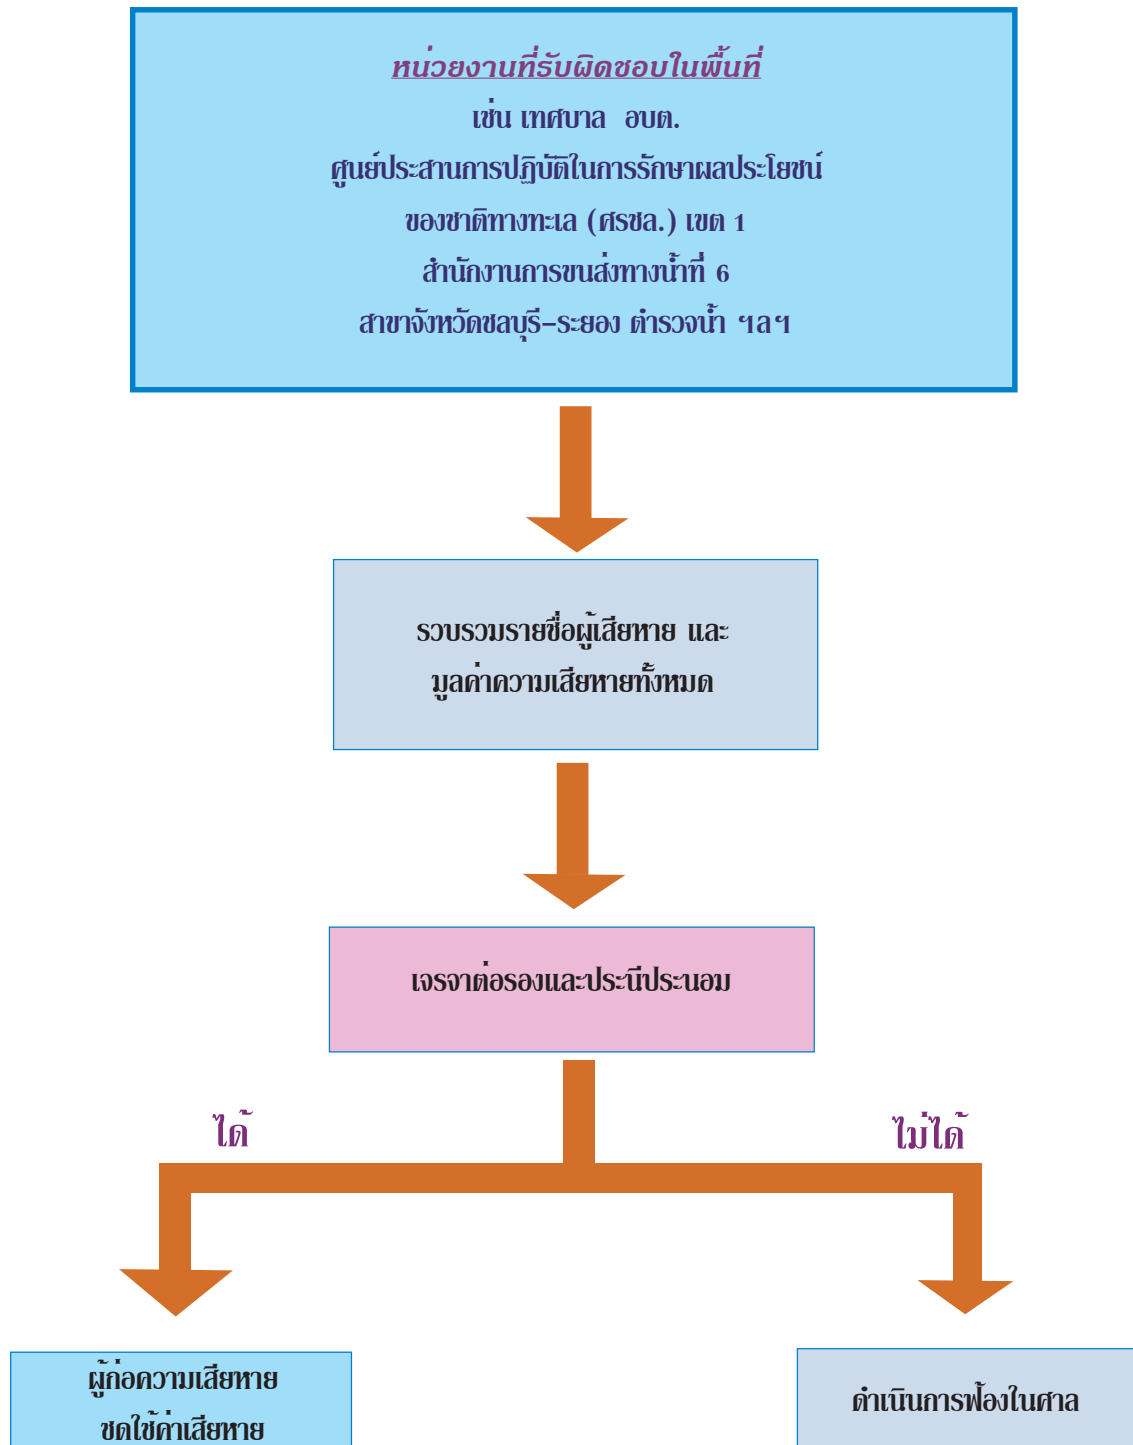 หน่วยงานที่รับผิดชอบในพื้นที่
เช่น เทศบาล อบต.
ศูนย์ประสานการปฏิบัติในการรักษาผลประโยชน์
ของชาติทางทะเล (ศรชล.) เขต 1
สำนักงานการขนส่งทางน้ำที่ 6
สาขาจังหวัดชลบุรี-ระยอง ตำรวจน้ำ ฯลฯ
รวบรวมรายชื่อผู้เสียหาย และ
มูลค่าความเสียหายทั้งหมด
เจรจาต่อรองและประนีประนอม
ได้
ไม่ได้
ผู้ก่อความเสียหาย
ชดใช้ค่าเสียหาย
ดำเนินการฟ้องในศาล